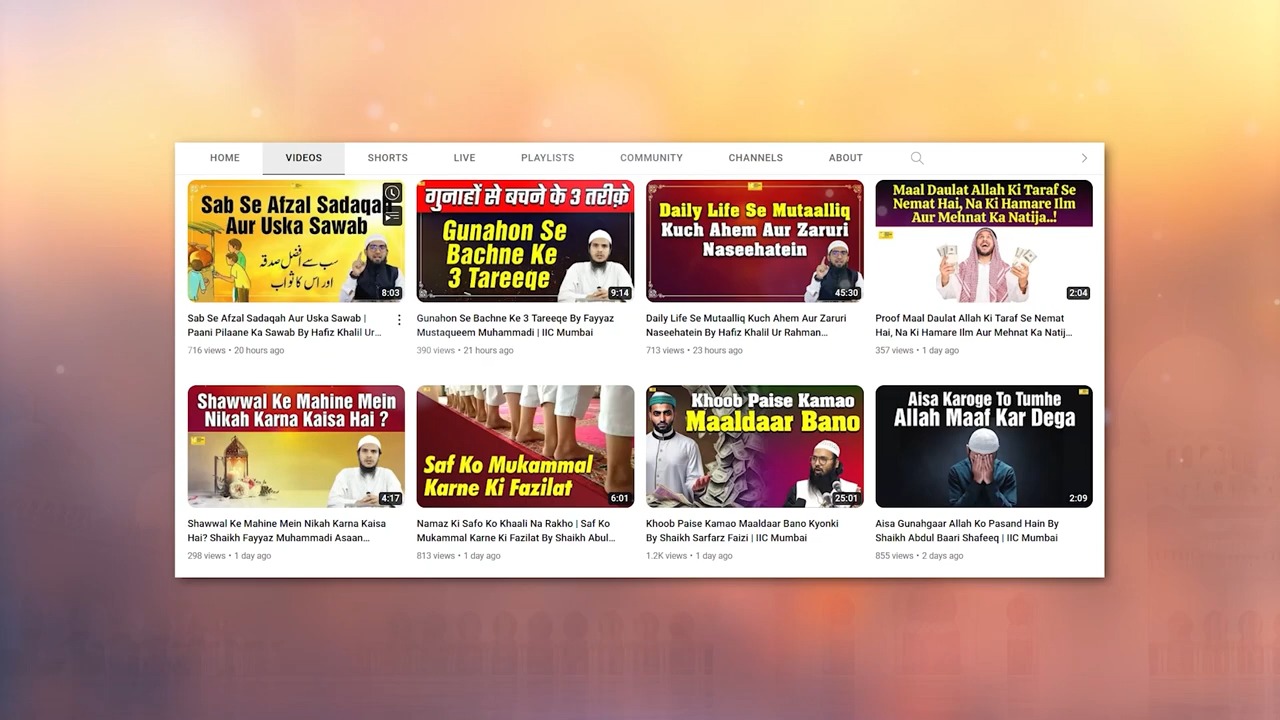 HOME VIDEOS SHORTS LIVE PLAYLISTS COMMUNITY CHANNELS ABOUT
Sab Se Afzal Sadaqah
Aur Uska Sawab
سب سے افضل صدقہ
اور اس کا ثواب
8:03
Sab Se Afzal Sadaqah Aur Uska Sawab |
Paani Pilaane Ka Sawab By Hafiz Khalil Ur...
716 views • 20 hours ago
गुनाहों से बचने के 3 तरीक़े
Gunahon Se
Bachne Ke
3 Tareeqe
9:14
Gunahon Se Bachne Ke 3 Tareeqe By Fayyaz
Mustaqueem Muhammadi | IIC Mumbai
390 views • 21 hours ago
Daily Life Se Mutaalliq
Kuch Ahem Aur Zaruri
Naseehatein
45:30
Daily Life Se Mutaalliq Kuch Ahem Aur Zaruri
Naseehatein By Hafiz Khalil Ur Rahman...
713 views • 23 hours ago
Maal Daulat Allah Ki Taraf Se
Nemat Hai, Na Ki Hamare Ilm
Aur Mehnat Ka Natija..!
2:04
Proof Maal Daulat Allah Ki Taraf Se Nemat
Hai, Na Ki Hamare Ilm Aur Mehnat Ka Natij...
357 views • 1 day ago
Shawwal Ke Mahine Mein
Nikah Karna Kaisa Hai ?
4:17
Shawwal Ke Mahine Mein Nikah Karna Kaisa
Hai? Shaikh Fayyaz Muhammadi Asaan...
298 views • 1 day ago
Saf Ko Mukammal
Karne Ki Fazilat
6:01
Namaz Ki Safo Ko Khaali Na Rakho | Saf Ko
Mukammal Karne Ki Fazilat By Shaikh Abul...
813 views • 1 day ago
Khoob Paise Kamao
Maaldaar Bano
25:01
Khoob Paise Kamao Maaldaar Bano Kyonki
By Shaikh Sarfarz Faizi | IIC Mumbai
1.2K views • 1 day ago
Aisa Karoge To Tumhe
Allah Maaf Kar Dega
2:09
Aisa Gunahgaar Allah Ko Pasand Hain By
Shaikh Abdul Baari Shafeeq | IIC Mumbai
855 views • 2 days ago